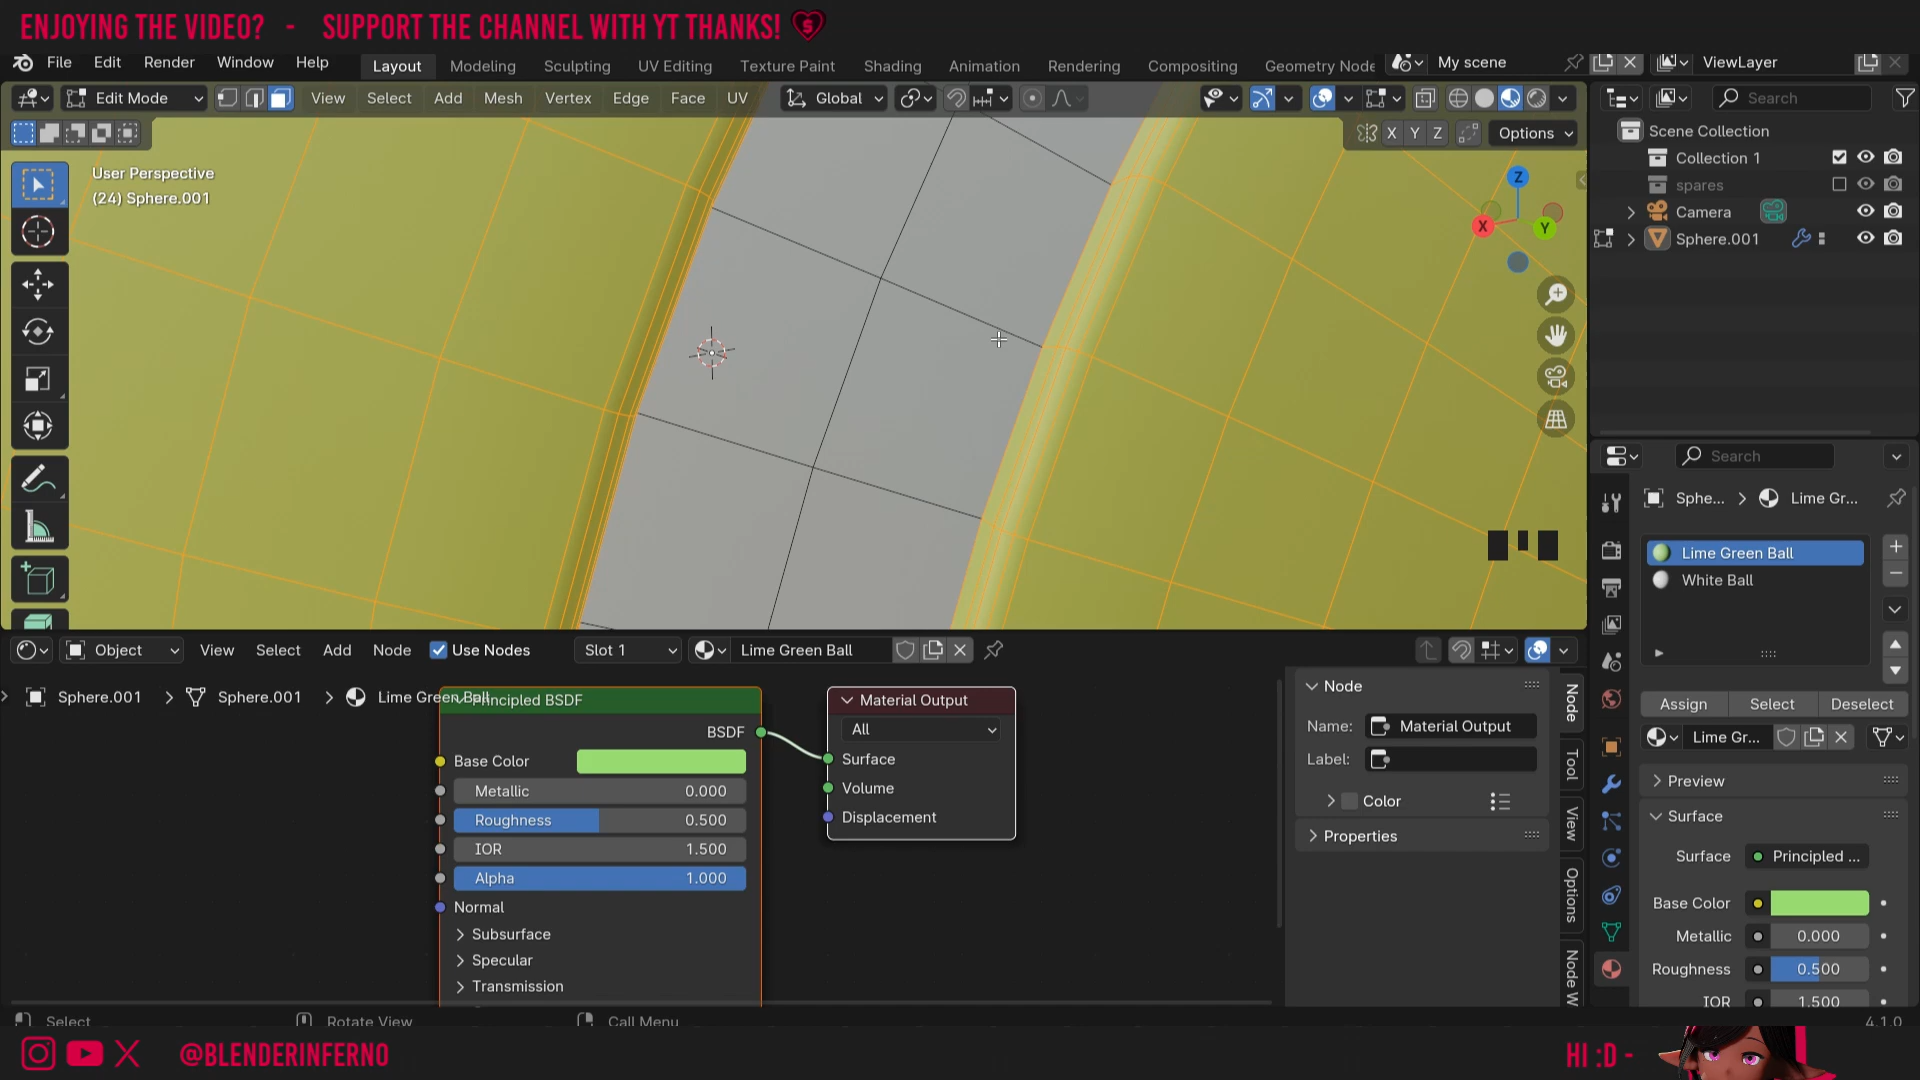 ENJOYING THE VIDEO? - SUPPORT THE CHANNEL WITH YT THANKS!
File Edit Render Window Help Layout Modeling Sculpting UV Editing Texture Paint Shading Animation Rendering Compositing Geometry Node My scene ViewLayer
Edit Mode View Select Add Mesh Vertex Edge Face UV Global Search
X Y Z Options
Scene Collection
Collection 1
spares
Camera
Sphere.001
User Perspective
(24) Sphere.001
Z
X
Y
Search
Sphe... Lime Gr...
Lime Green Ball
White Ball
Assign Select Deselect
Lime Gr...
Preview
Surface
Surface Principled ...
Base Color
Metallic 0.000
Roughness 0.500
IOR 1.500
Object View Select Add Node Use Nodes Slot 1 Lime Green Ball
Sphere.001 Sphere.001 Lime Green Ball
Principled BSDF
BSDF
Base Color
Metallic 0.000
Roughness 0.500
IOR 1.500
Alpha 1.000
Normal
Subsurface
Specular
Transmission
Material Output
All
Surface
Volume
Displacement
Node
Name: Material Output
Label:
Color
Properties
Node
Tool
View
Options
Node W
Select Rotate View Call Menu 4.1.0
@BLENDERINFERNO HI :D -